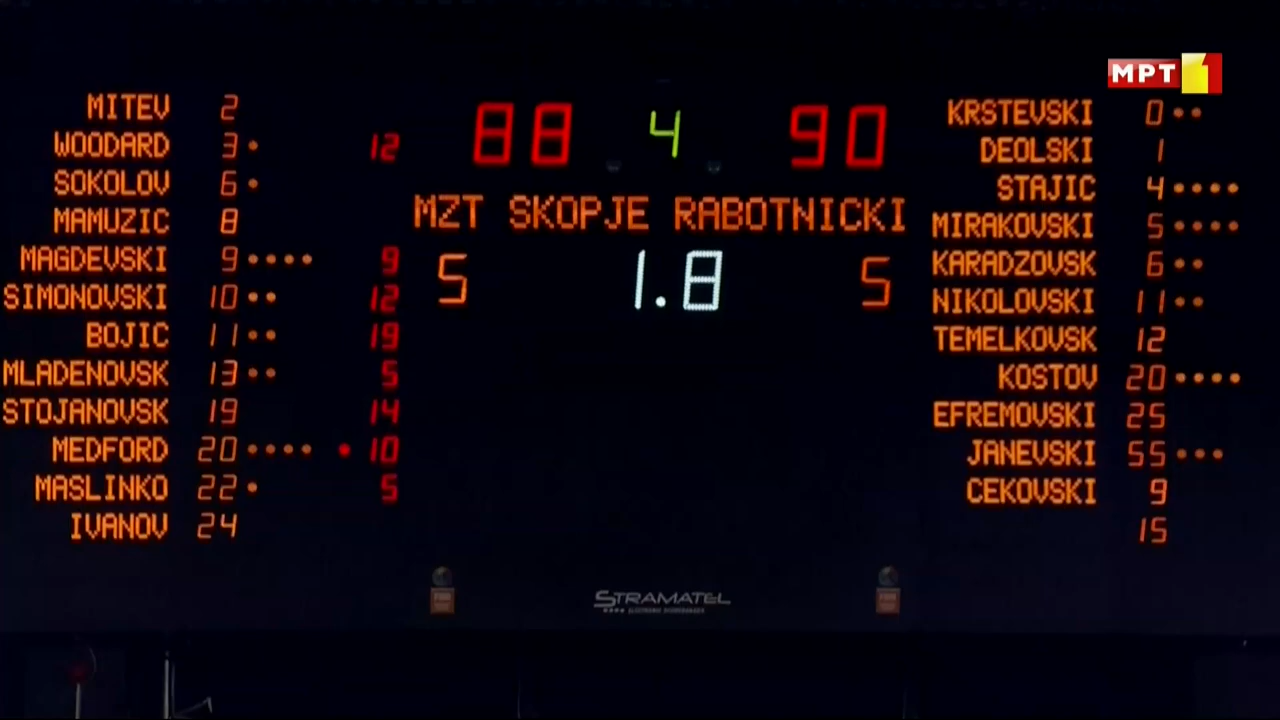 МРТ 1
MITEV 2
WOODARD 3 12
SOKOLOV 6
MAMUZIC 8
MAGDEVSKI 9 9
SIMONOVSKI 10 12
BOJIC 11 19
MLADENOVSK 13 5
STOJANOVSK 19 14
MEDFORD 20 10
MASLINKO 22 5
IVANOV 24
88 4 90
MZT SKOPJE RABOTNICKI
5 1.8 5
KRSTEVSKI 0
DEOLSKI 1
STAJIC 4
MIRAKOVSKI 5
KARADZOVSK 6
NIKOLOVSKI 11
TEMELKOVSK 12
KOSTOV 20
EFREMOVSKI 25
JANEVSKI 55
CEKOVSKI 9
15
STRAMATEL